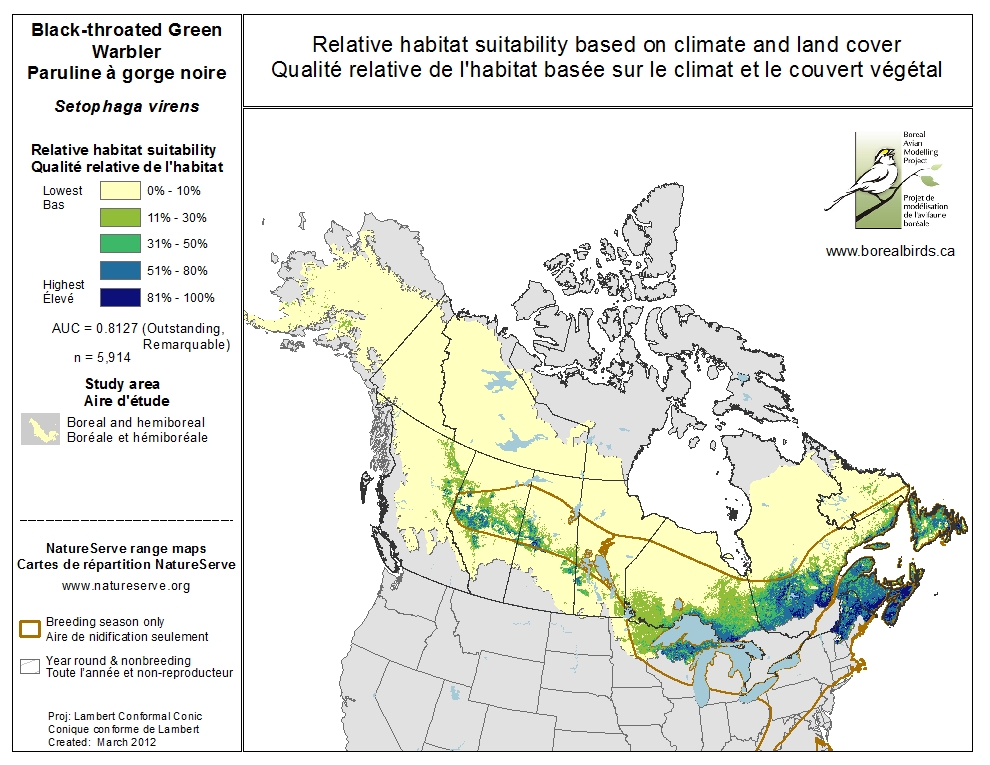 Black-throated Green
Warbler
Paruline à gorge noire
Setophaga virens
Relative habitat suitability
Qualité relative de l'habitat
Lowest
Bas
0% - 10%
11% - 30%
31% - 50%
51% - 80%
Highest
Élevé
81% - 100%
AUC = 0.8127 (Outstanding,
Remarquable)
n = 5,914
Study area
Aire d'étude
Boreal and hemiboreal
Boréale et hémiboréale
NatureServe range maps
Cartes de répartition NatureServe
www.natureserve.org
Breeding season only
Aire de nidification seulement
Year round & nonbreeding
Toute l'année et non-reproducteur
Proj: Lambert Conformal Conic
Conique conforme de Lambert
Created: March 2012
Relative habitat suitability based on climate and land cover
Qualité relative de l'habitat basée sur le climat et le couvert végétal
Boreal
Avian
Modelling
Project
Projet de
modélisation
de l'avifaune
boréale
www.borealbirds.ca